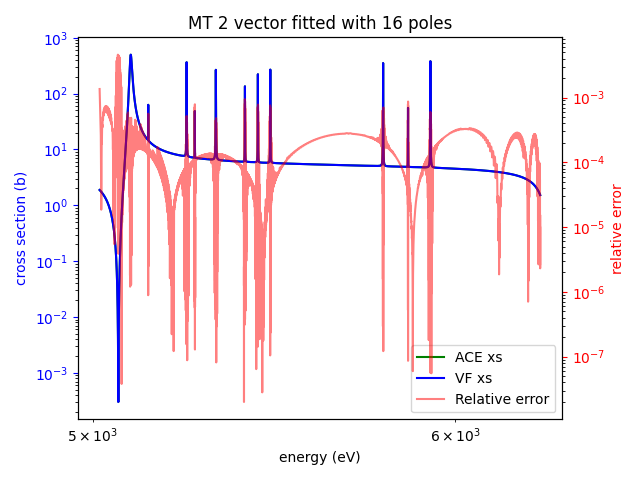 MT 2 vector fitted with 16 poles
cross section (b)
10³
10²
10¹
10⁰
10⁻¹
10⁻²
10⁻³
relative error
10⁻³
10⁻⁴
10⁻⁵
10⁻⁶
10⁻⁷
ACE xs
VF xs
Relative error
5 × 10³
6 × 10³
energy (eV)